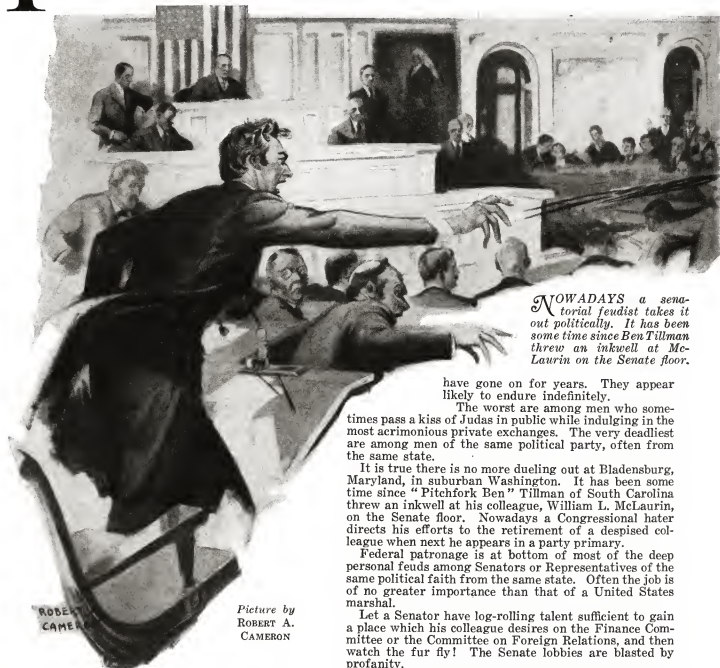 NOWADAYS a sena-
torial feudist takes it
out politically. It has been
some time since Ben Tillman
threw an inkwell at Mc-
Laurin on the Senate floor.
have gone on for years. They appear
likely to endure indefinitely.
The worst are among men who some-
times pass a kiss of Judas in public while indulging in the
most acrimonious private exchanges. The very deadliest
are among men of the same political party, often from
the same state.
It is true there is no more dueling out at Bladensburg,
Maryland, in suburban Washington. It has been some
time since "Pitchfork Ben" Tillman of South Carolina
threw an inkwell at his colleague, William L. McLaurin,
on the Senate floor. Nowadays a Congressional hater
directs his efforts to the retirement of a despised col-
league when next he appears in a party primary.
Federal patronage is at bottom of most of the deep
personal feuds among Senators or Representatives of the
same political faith from the same state. Often the job is
of no greater importance than that of a United States
marshal.
Let a Senator have log-rolling talent sufficient to gain
a place which his colleague desires on the Finance Com-
mittee or the Committee on Foreign Relations, and then
watch the fur fly! The Senate lobbies are blasted by
profanity.
Picture by
ROBERT A.
CAMERON
ROBERT
CAMERON